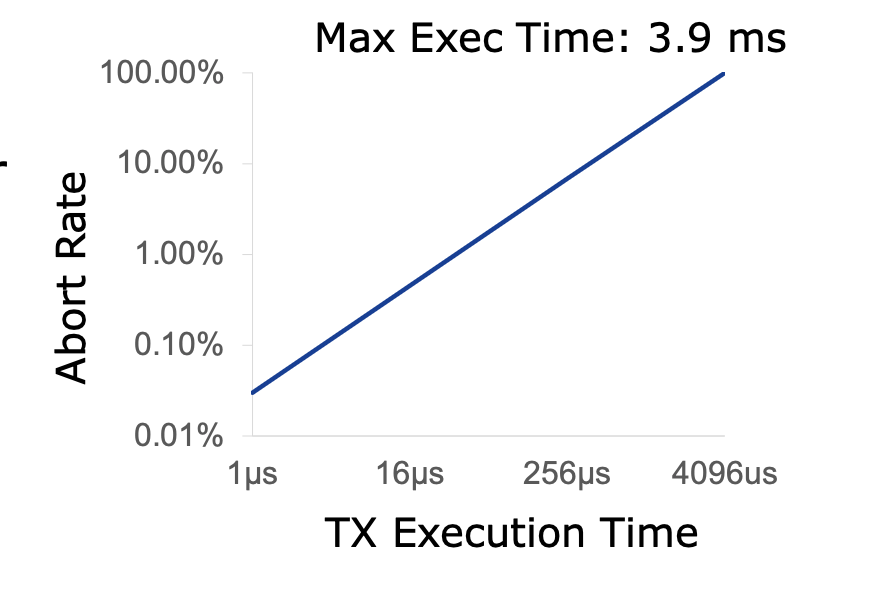 Max Exec Time: 3.9 ms
100.00%
10.00%
1.00%
0.10%
0.01%
Abort Rate
1µs 16µs 256µs 4096us
TX Execution Time